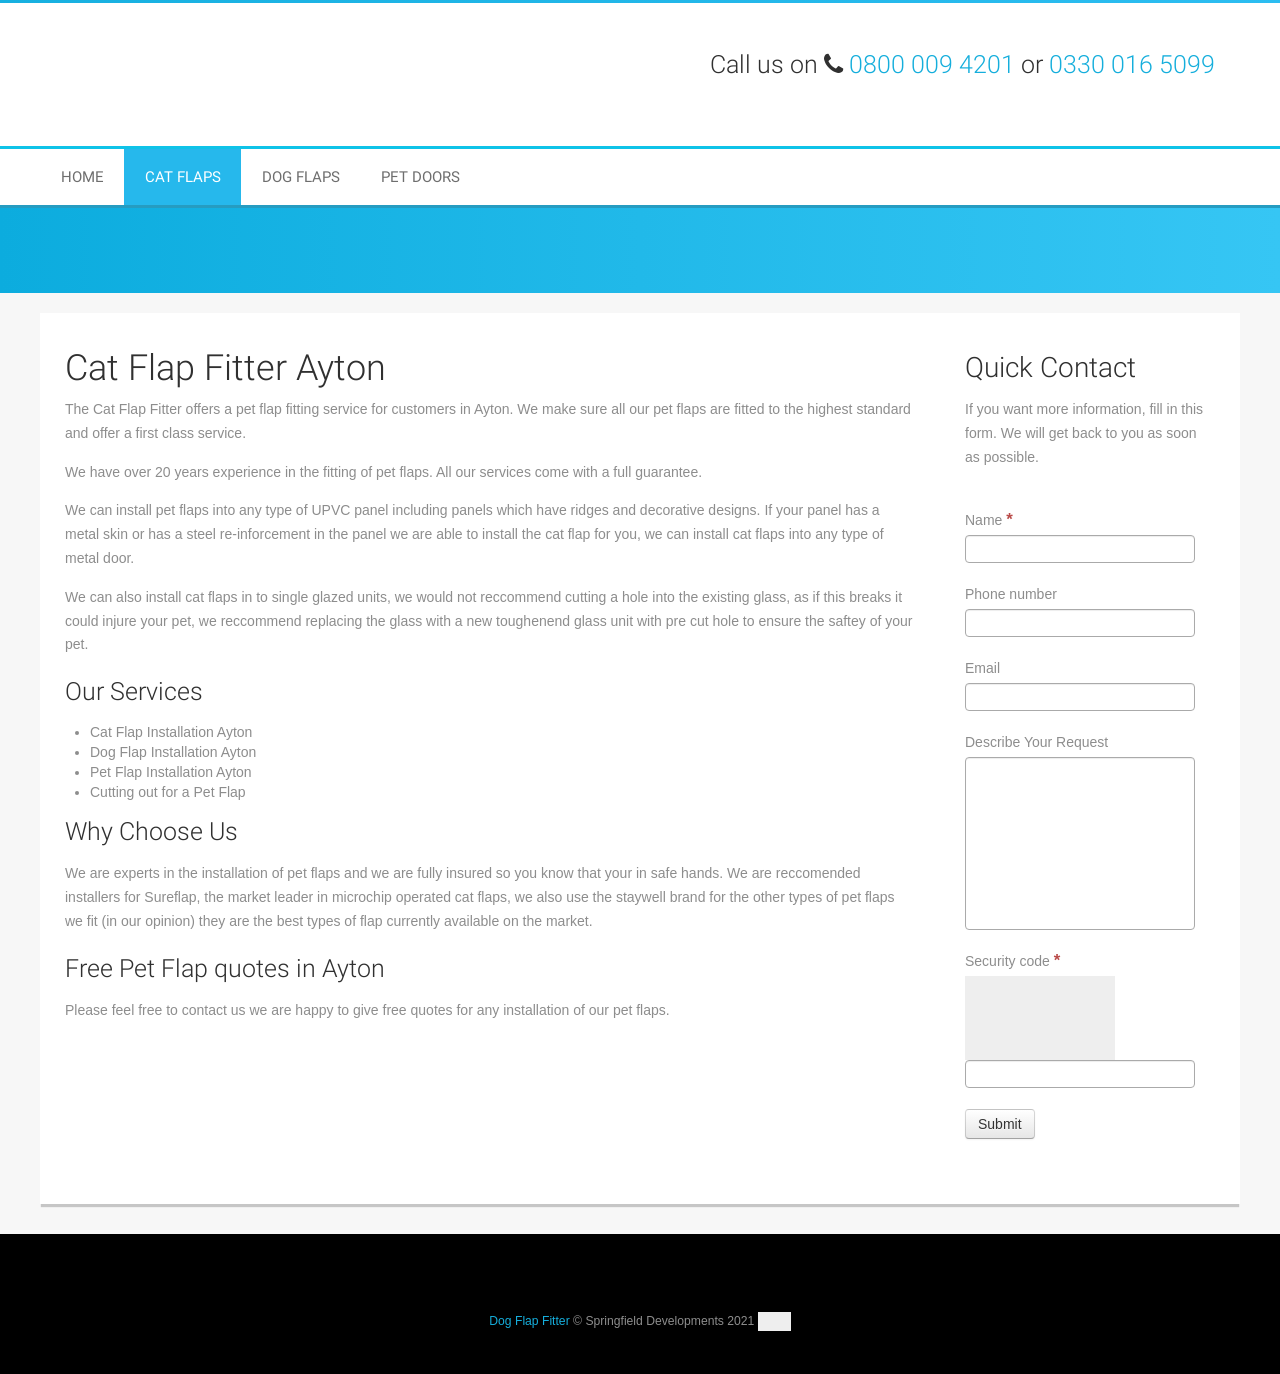 Call us on 0800 009 4201 or 0330 016 5099
HOME CAT FLAPS DOG FLAPS PET DOORS
Cat Flap Fitter Ayton
The Cat Flap Fitter offers a pet flap fitting service for customers in Ayton. We make sure all our pet flaps are fitted to the highest standard
and offer a first class service.
We have over 20 years experience in the fitting of pet flaps. All our services come with a full guarantee.
We can install pet flaps into any type of UPVC panel including panels which have ridges and decorative designs. If your panel has a
metal skin or has a steel re-inforcement in the panel we are able to install the cat flap for you, we can install cat flaps into any type of
metal door.
We can also install cat flaps in to single glazed units, we would not reccommend cutting a hole into the existing glass, as if this breaks it
could injure your pet, we reccommend replacing the glass with a new toughenend glass unit with pre cut hole to ensure the saftey of your
pet.
Our Services
• Cat Flap Installation Ayton
• Dog Flap Installation Ayton
• Pet Flap Installation Ayton
• Cutting out for a Pet Flap
Why Choose Us
We are experts in the installation of pet flaps and we are fully insured so you know that your in safe hands. We are reccomended
installers for Sureflap, the market leader in microchip operated cat flaps, we also use the staywell brand for the other types of pet flaps
we fit (in our opinion) they are the best types of flap currently available on the market.
Free Pet Flap quotes in Ayton
Please feel free to contact us we are happy to give free quotes for any installation of our pet flaps.
Quick Contact
If you want more information, fill in this
form. We will get back to you as soon
as possible.
Name *
Phone number
Email
Describe Your Request
Security code *
Submit
Dog Flap Fitter © Springfield Developments 2021